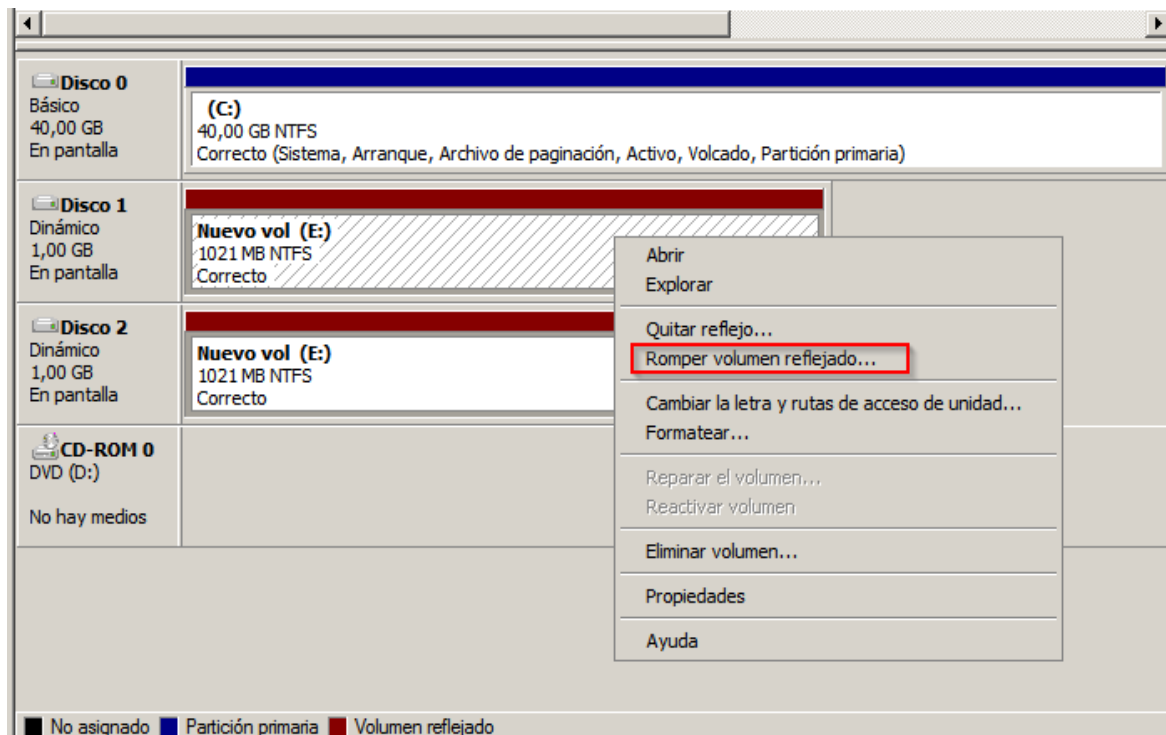 Disco 0
Básico
40,00 GB
En pantalla
(C:)
40,00 GB NTFS
Correcto (Sistema, Arranque, Archivo de paginación, Activo, Volcado, Partición primaria)
Disco 1
Dinámico
1,00 GB
En pantalla
Nuevo vol (E:)
1021 MB NTFS
Correcto
Disco 2
Dinámico
1,00 GB
En pantalla
Nuevo vol (E:)
1021 MB NTFS
Correcto
CD-ROM 0
DVD (D:)
No hay medios
Abrir
Explorar
Quitar reflejo...
Romper volumen reflejado...
Cambiar la letra y rutas de acceso de unidad...
Formatear...
Reparar el volumen...
Reactivar volumen
Eliminar volumen...
Propiedades
Ayuda
No asignado Partición primaria Volumen reflejado